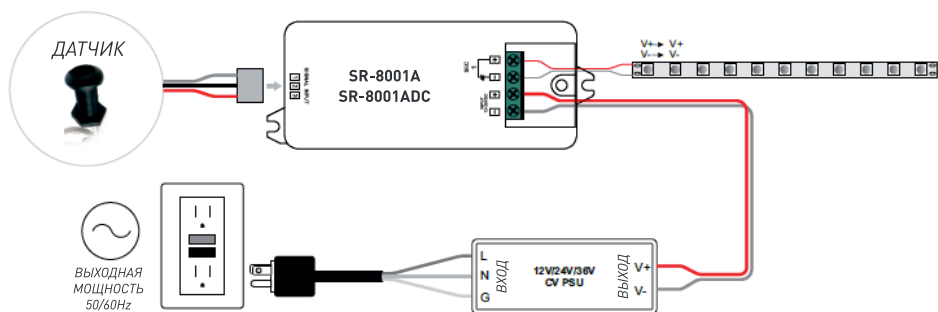 ДАТЧИК
SR-8001A
SR-8001ADC
V+ V+
V- V-
ВЫХОДНАЯ
МОЩНОСТЬ
50/60Hz
L
N
G
ВХОД
12V/24V/36V
CV PSU
ВЫХОД
V+
V-